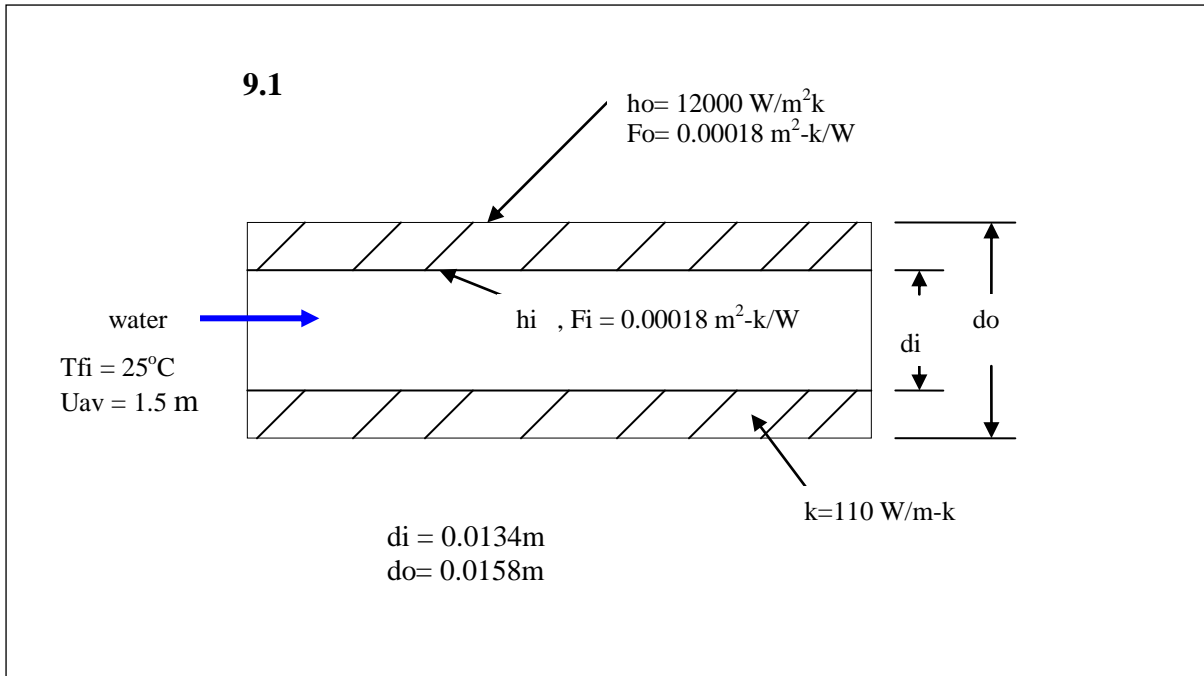 9.1
ho= 12000 W/m²k
Fo= 0.00018 m²-k/W
water
hi , Fi = 0.00018 m²-k/W
do
di
Tfi = 25°C
Uav = 1.5 m
k=110 W/m-k
di = 0.0134m
do= 0.0158m